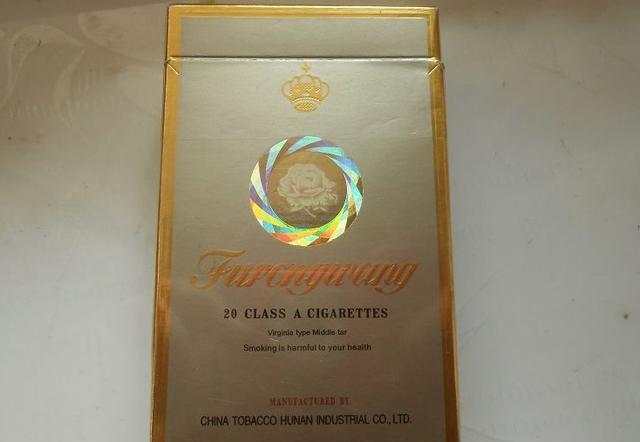 Furongwang
20 CLASS A CIGARETTES
Virginia type Middle tar
Smoking is harmful to your health
MANUFACTURED BY
CHINA TOBACCO HUNAN INDUSTRIAL CO., LTD.